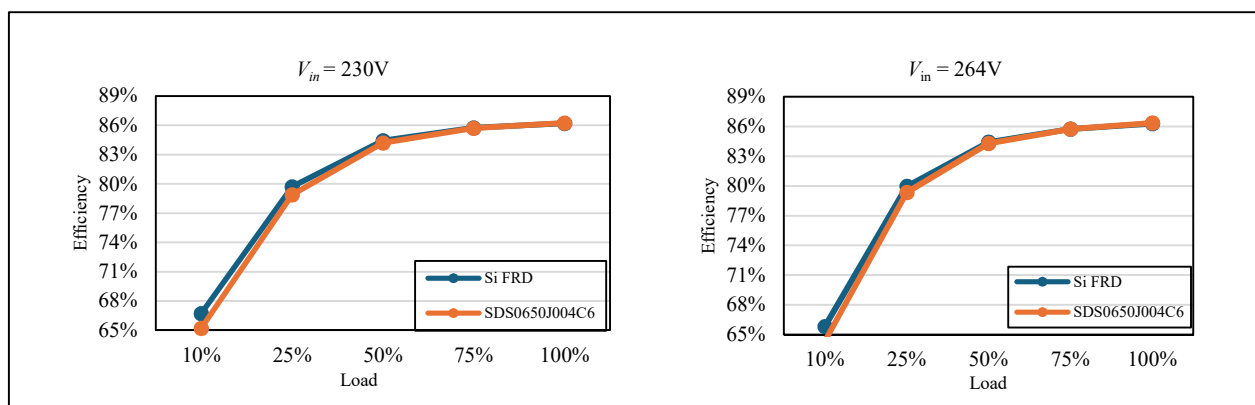 V_in = 230V
89%
86%
83%
80%
77%
74%
71%
68%
65%
Efficiency
10% 25% 50% 75% 100%
Load
Si FRD
SDS0650J004C6
V_in = 264V
89%
86%
83%
80%
77%
74%
71%
68%
65%
Efficiency
10% 25% 50% 75% 100%
Load
Si FRD
SDS0650J004C6